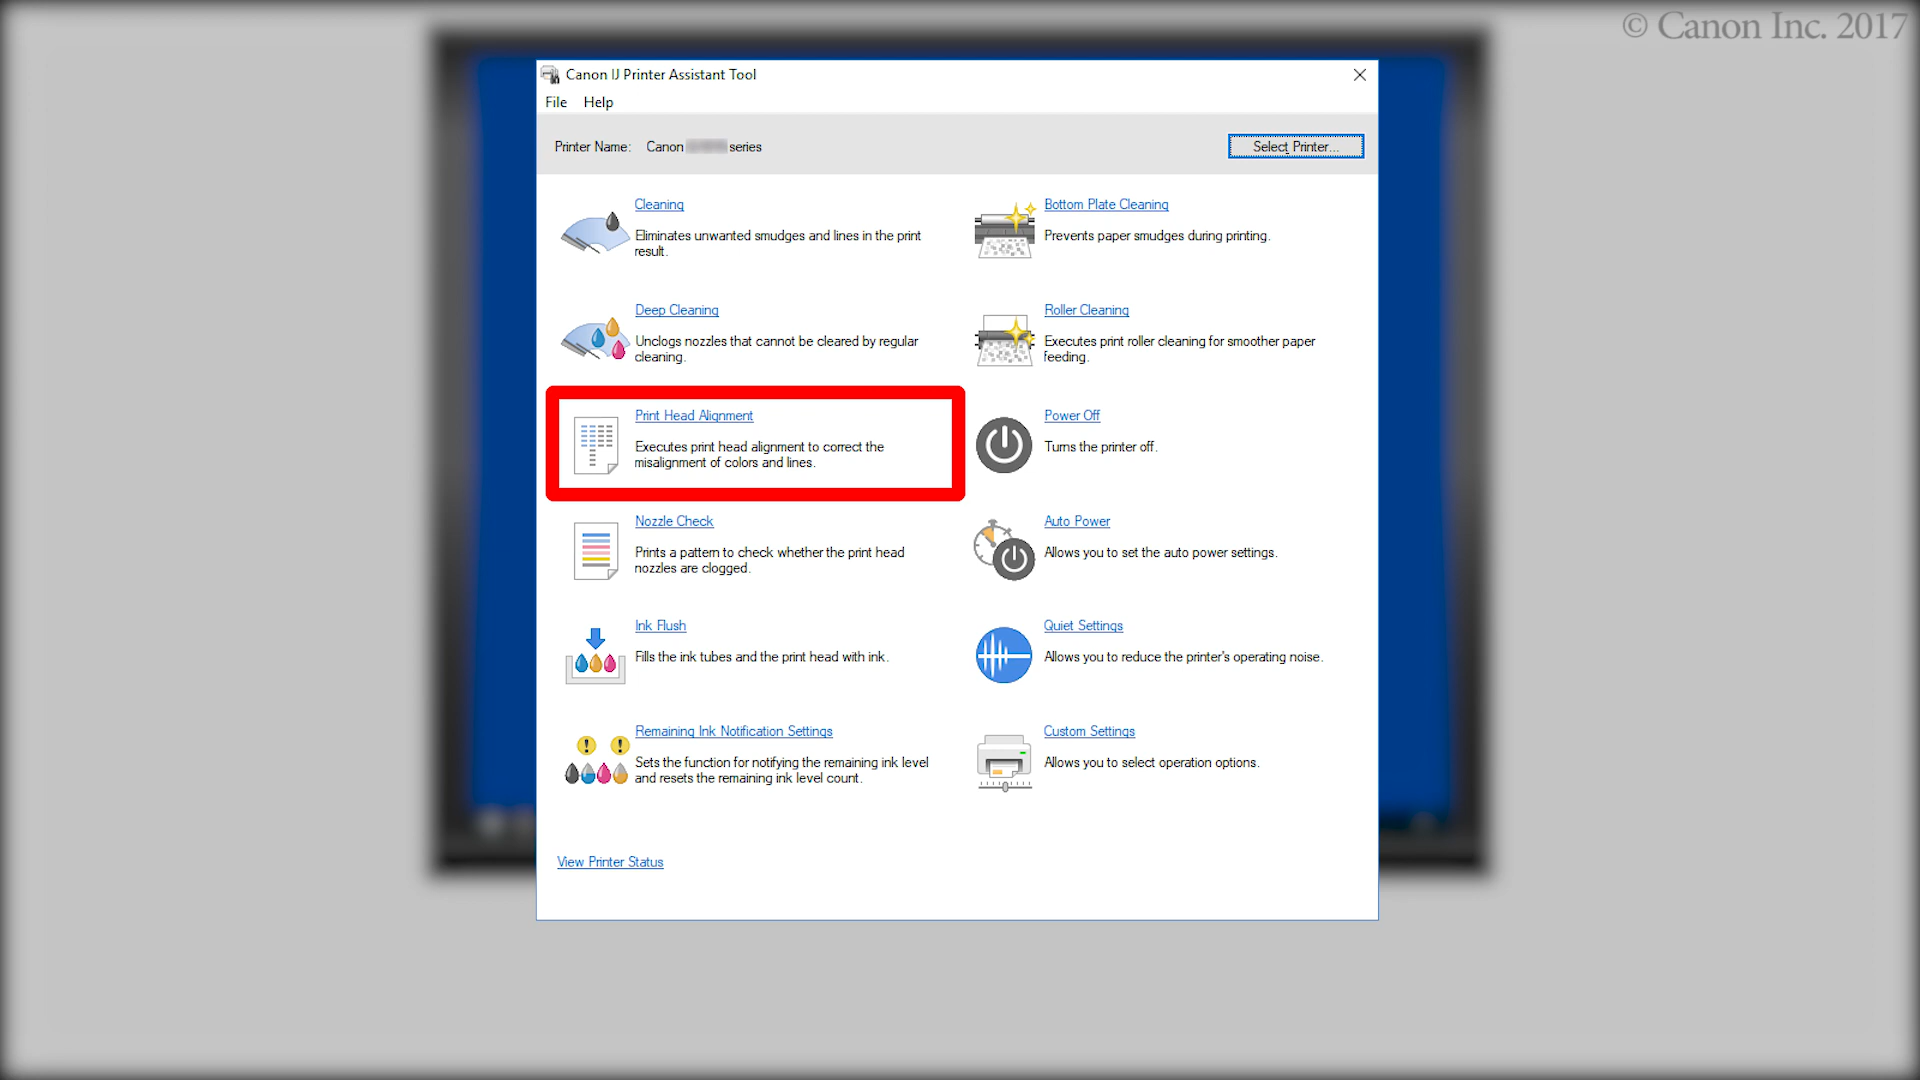 © Canon Inc. 2017
Canon IJ Printer Assistant Tool
File Help
Printer Name: Canon series
Select Printer...
Cleaning
Eliminates unwanted smudges and lines in the print
result.
Bottom Plate Cleaning
Prevents paper smudges during printing.
Deep Cleaning
Unclogs nozzles that cannot be cleared by regular
cleaning.
Roller Cleaning
Executes print roller cleaning for smoother paper
feeding.
Print Head Alignment
Executes print head alignment to correct the
misalignment of colors and lines.
Power Off
Turns the printer off.
Nozzle Check
Prints a pattern to check whether the print head
nozzles are clogged.
Auto Power
Allows you to set the auto power settings.
Ink Flush
Fills the ink tubes and the print head with ink.
Quiet Settings
Allows you to reduce the printer's operating noise.
Remaining Ink Notification Settings
Sets the function for notifying the remaining ink level
and resets the remaining ink level count.
Custom Settings
Allows you to select operation options.
View Printer Status